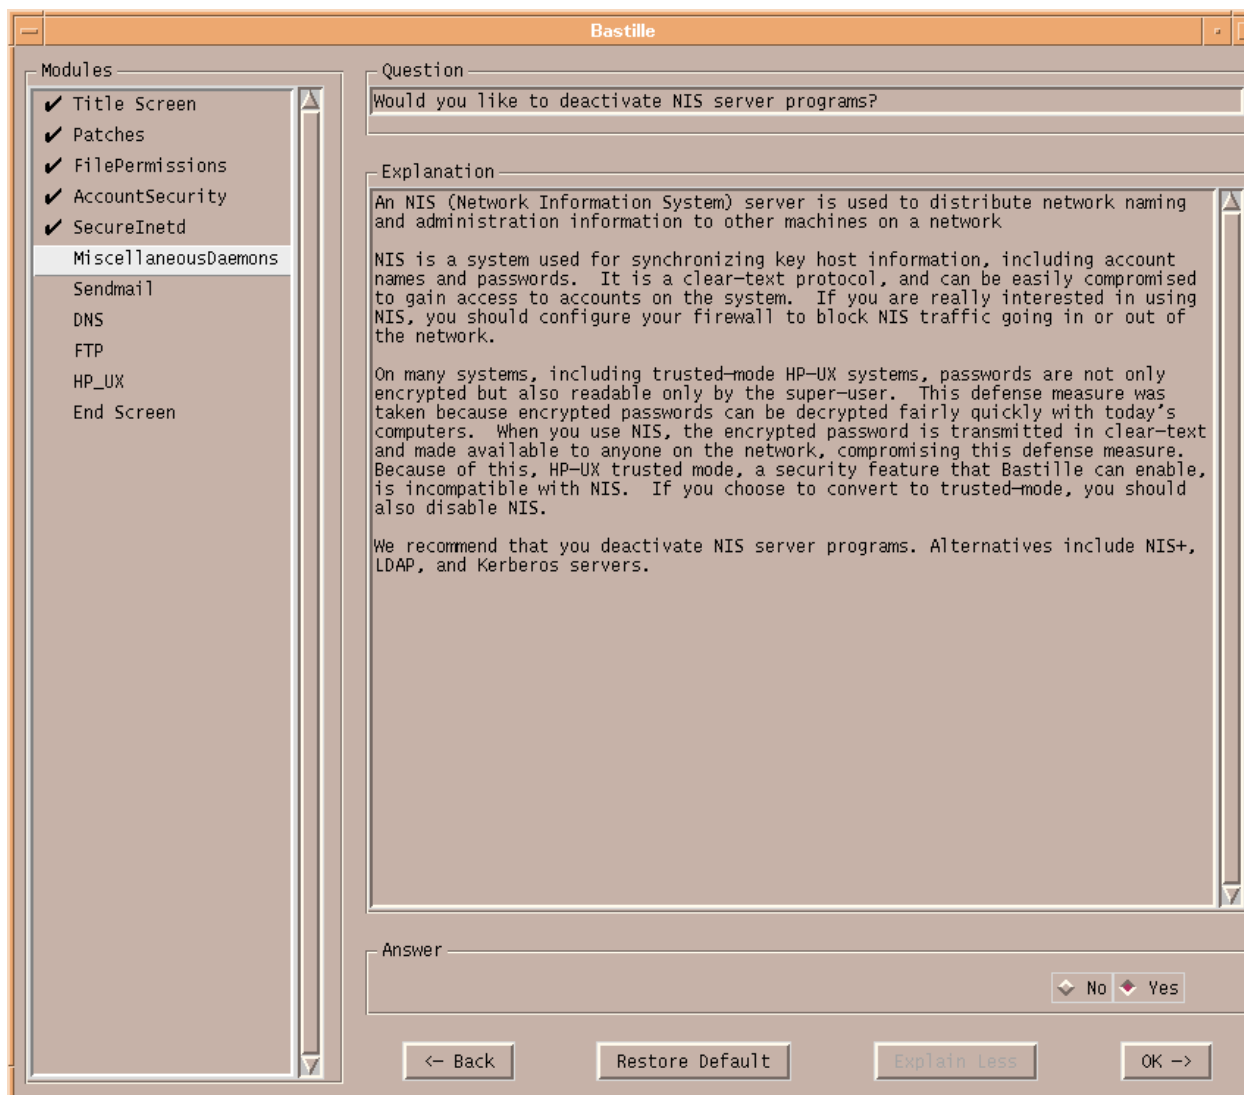 Bastille
Modules
✔ Title Screen
✔ Patches
✔ FilePermissions
✔ AccountSecurity
✔ SecureInetd
MiscellaneousDaemons
Sendmail
DNS
FTP
HP_UX
End Screen
Question
Would you like to deactivate NIS server programs?
Explanation
An NIS (Network Information System) server is used to distribute network naming
and administration information to other machines on a network
NIS is a system used for synchronizing key host information, including account
names and passwords.  It is a clear-text protocol, and can be easily compromised
to gain access to accounts on the system.  If you are really interested in using
NIS, you should configure your firewall to block NIS traffic going in or out of
the network.
On many systems, including trusted-mode HP-UX systems, passwords are not only
encrypted but also readable only by the super-user.  This defense measure was
taken because encrypted passwords can be decrypted fairly quickly with today's
computers.  When you use NIS, the encrypted password is transmitted in clear-text
and made available to anyone on the network, compromising this defense measure.
Because of this, HP-UX trusted mode, a security feature that Bastille can enable,
is incompatible with NIS.  If you choose to convert to trusted-mode, you should
also disable NIS.
We recommend that you deactivate NIS server programs. Alternatives include NIS+,
LDAP, and Kerberos servers.
Answer
No Yes
<- Back Restore Default Explain Less OK ->